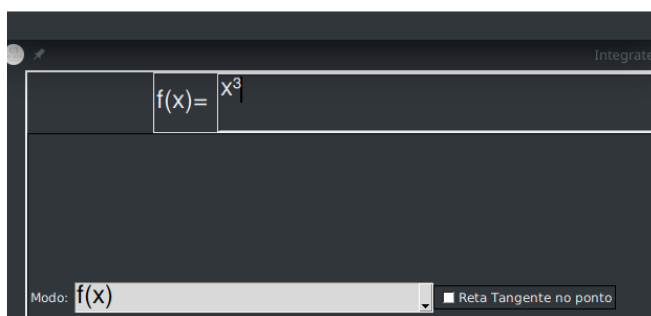 Integrate
f(x)= x³
Modo: f(x) Reta Tangente no ponto